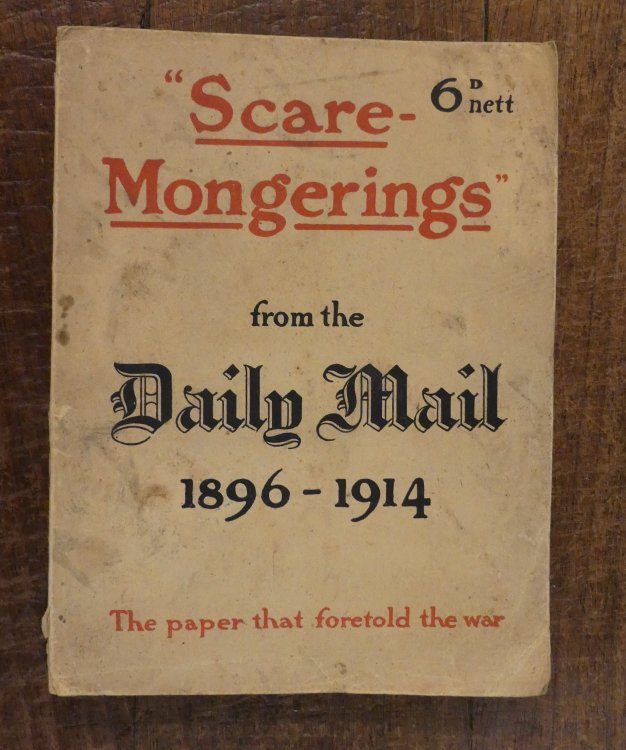 "Scare-
6D nett
Mongerings"
from the
Daily Mail
1896-1914
The paper that foretold the war